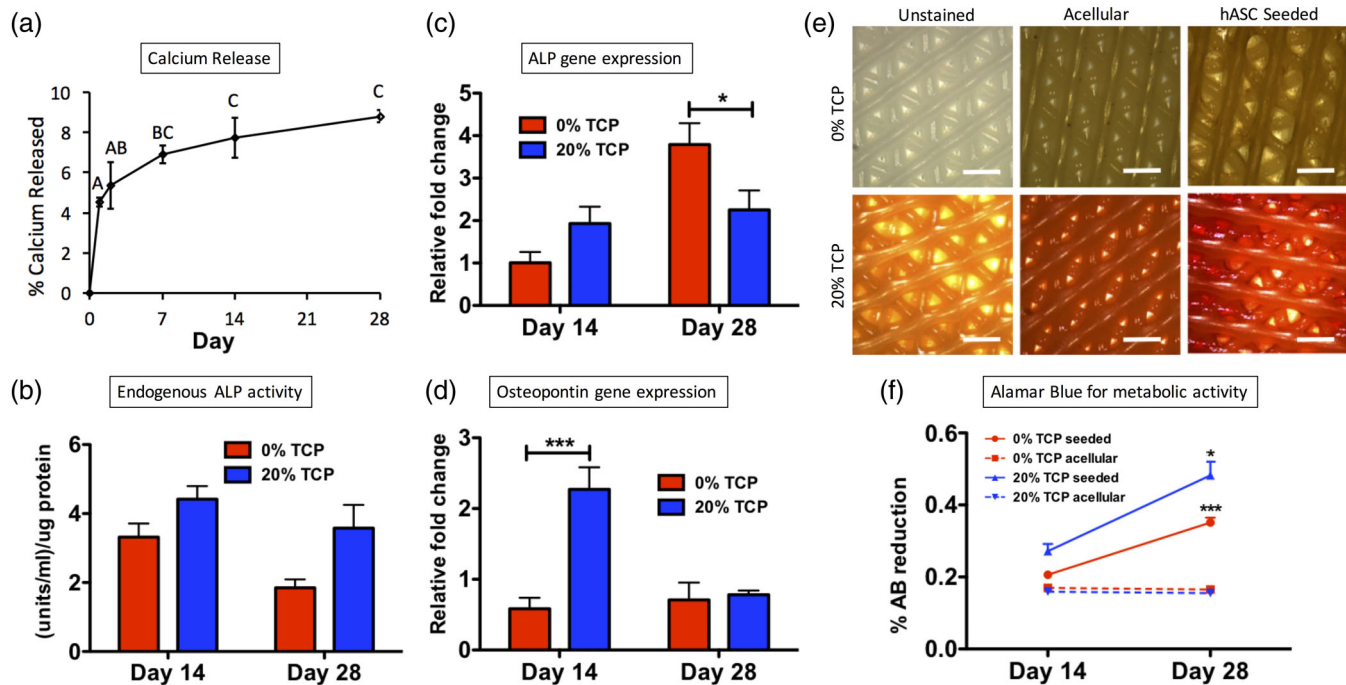 (a)
Calcium Release
% Calcium Released
10
8
6
4
2
0
A
AB
BC
C
C
0 7 14 21 28
Day
(b)
Endogenous ALP activity
(units/ml)/ug protein
6
4
2
0
0% TCP
20% TCP
Day 14 Day 28
(c)
ALP gene expression
Relative fold change
5
4
3
2
1
0
0% TCP
20% TCP
*
Day 14 Day 28
(d)
Osteopontin gene expression
Relative fold change
3
2
1
0
***
0% TCP
20% TCP
Day 14 Day 28
(e)
Unstained Acellular hASC Seeded
0% TCP
20% TCP
(f)
Alamar Blue for metabolic activity
% AB reduction
0.6
0.4
0.2
0.0
0% TCP seeded
0% TCP acellular
20% TCP seeded
20% TCP acellular
*
***
Day 14 Day 28